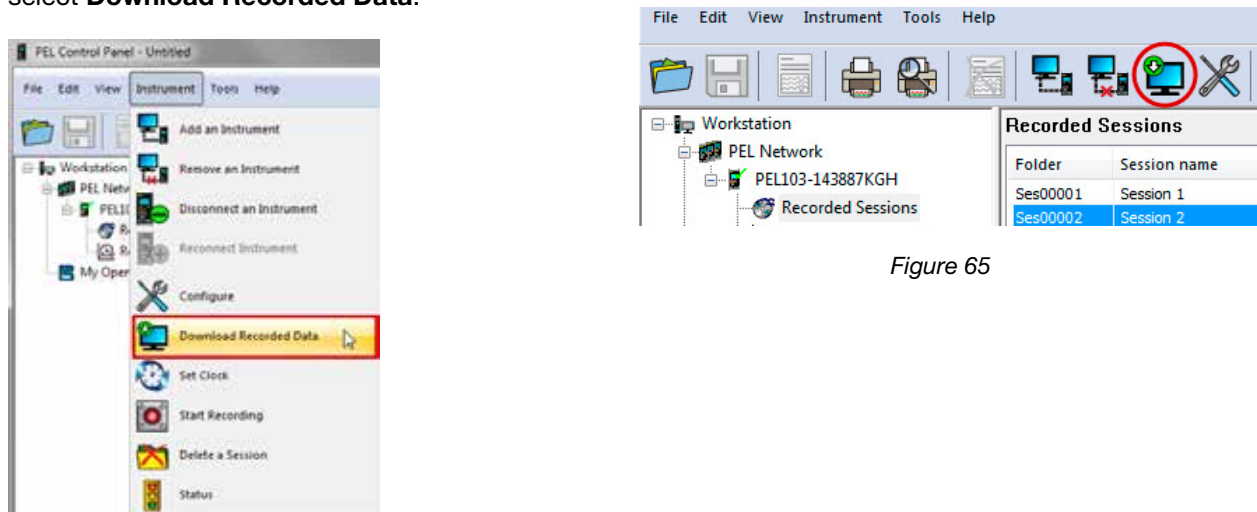 select Download Recorded Data.
PEL Control Panel - Untitled
File Edit View Instrument Tools Help
Add an Instrument
Workstation
Remove an Instrument
PEL Netw
PEL10
Disconnect an Instrument
R
R
Reconnect Instrument
My Oper
Configure
Download Recorded Data
Set Clock
Start Recording
Delete a Session
Status
File Edit View Instrument Tools Help
Workstation
PEL Network
PEL103-143887KGH
Recorded Sessions
Recorded Sessions
Folder Session name
Ses00001 Session 1
Ses00002 Session 2
Figure 65